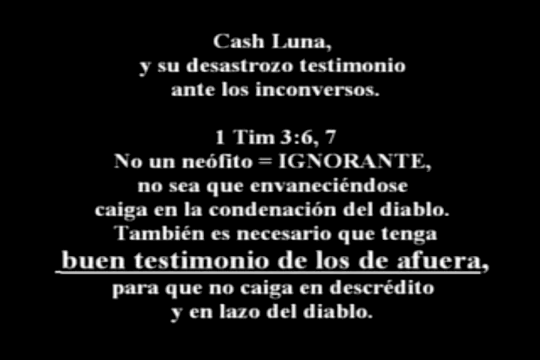 Cash Luna,
y su desastrozo testimonio
ante los inconversos.
1 Tim 3:6, 7
No un neófito = IGNORANTE,
no sea que envaneciéndose
caiga en la condenación del diablo.
También es necesario que tenga
buen testimonio de los de afuera,
para que no caiga en descrédito
y en lazo del diablo.